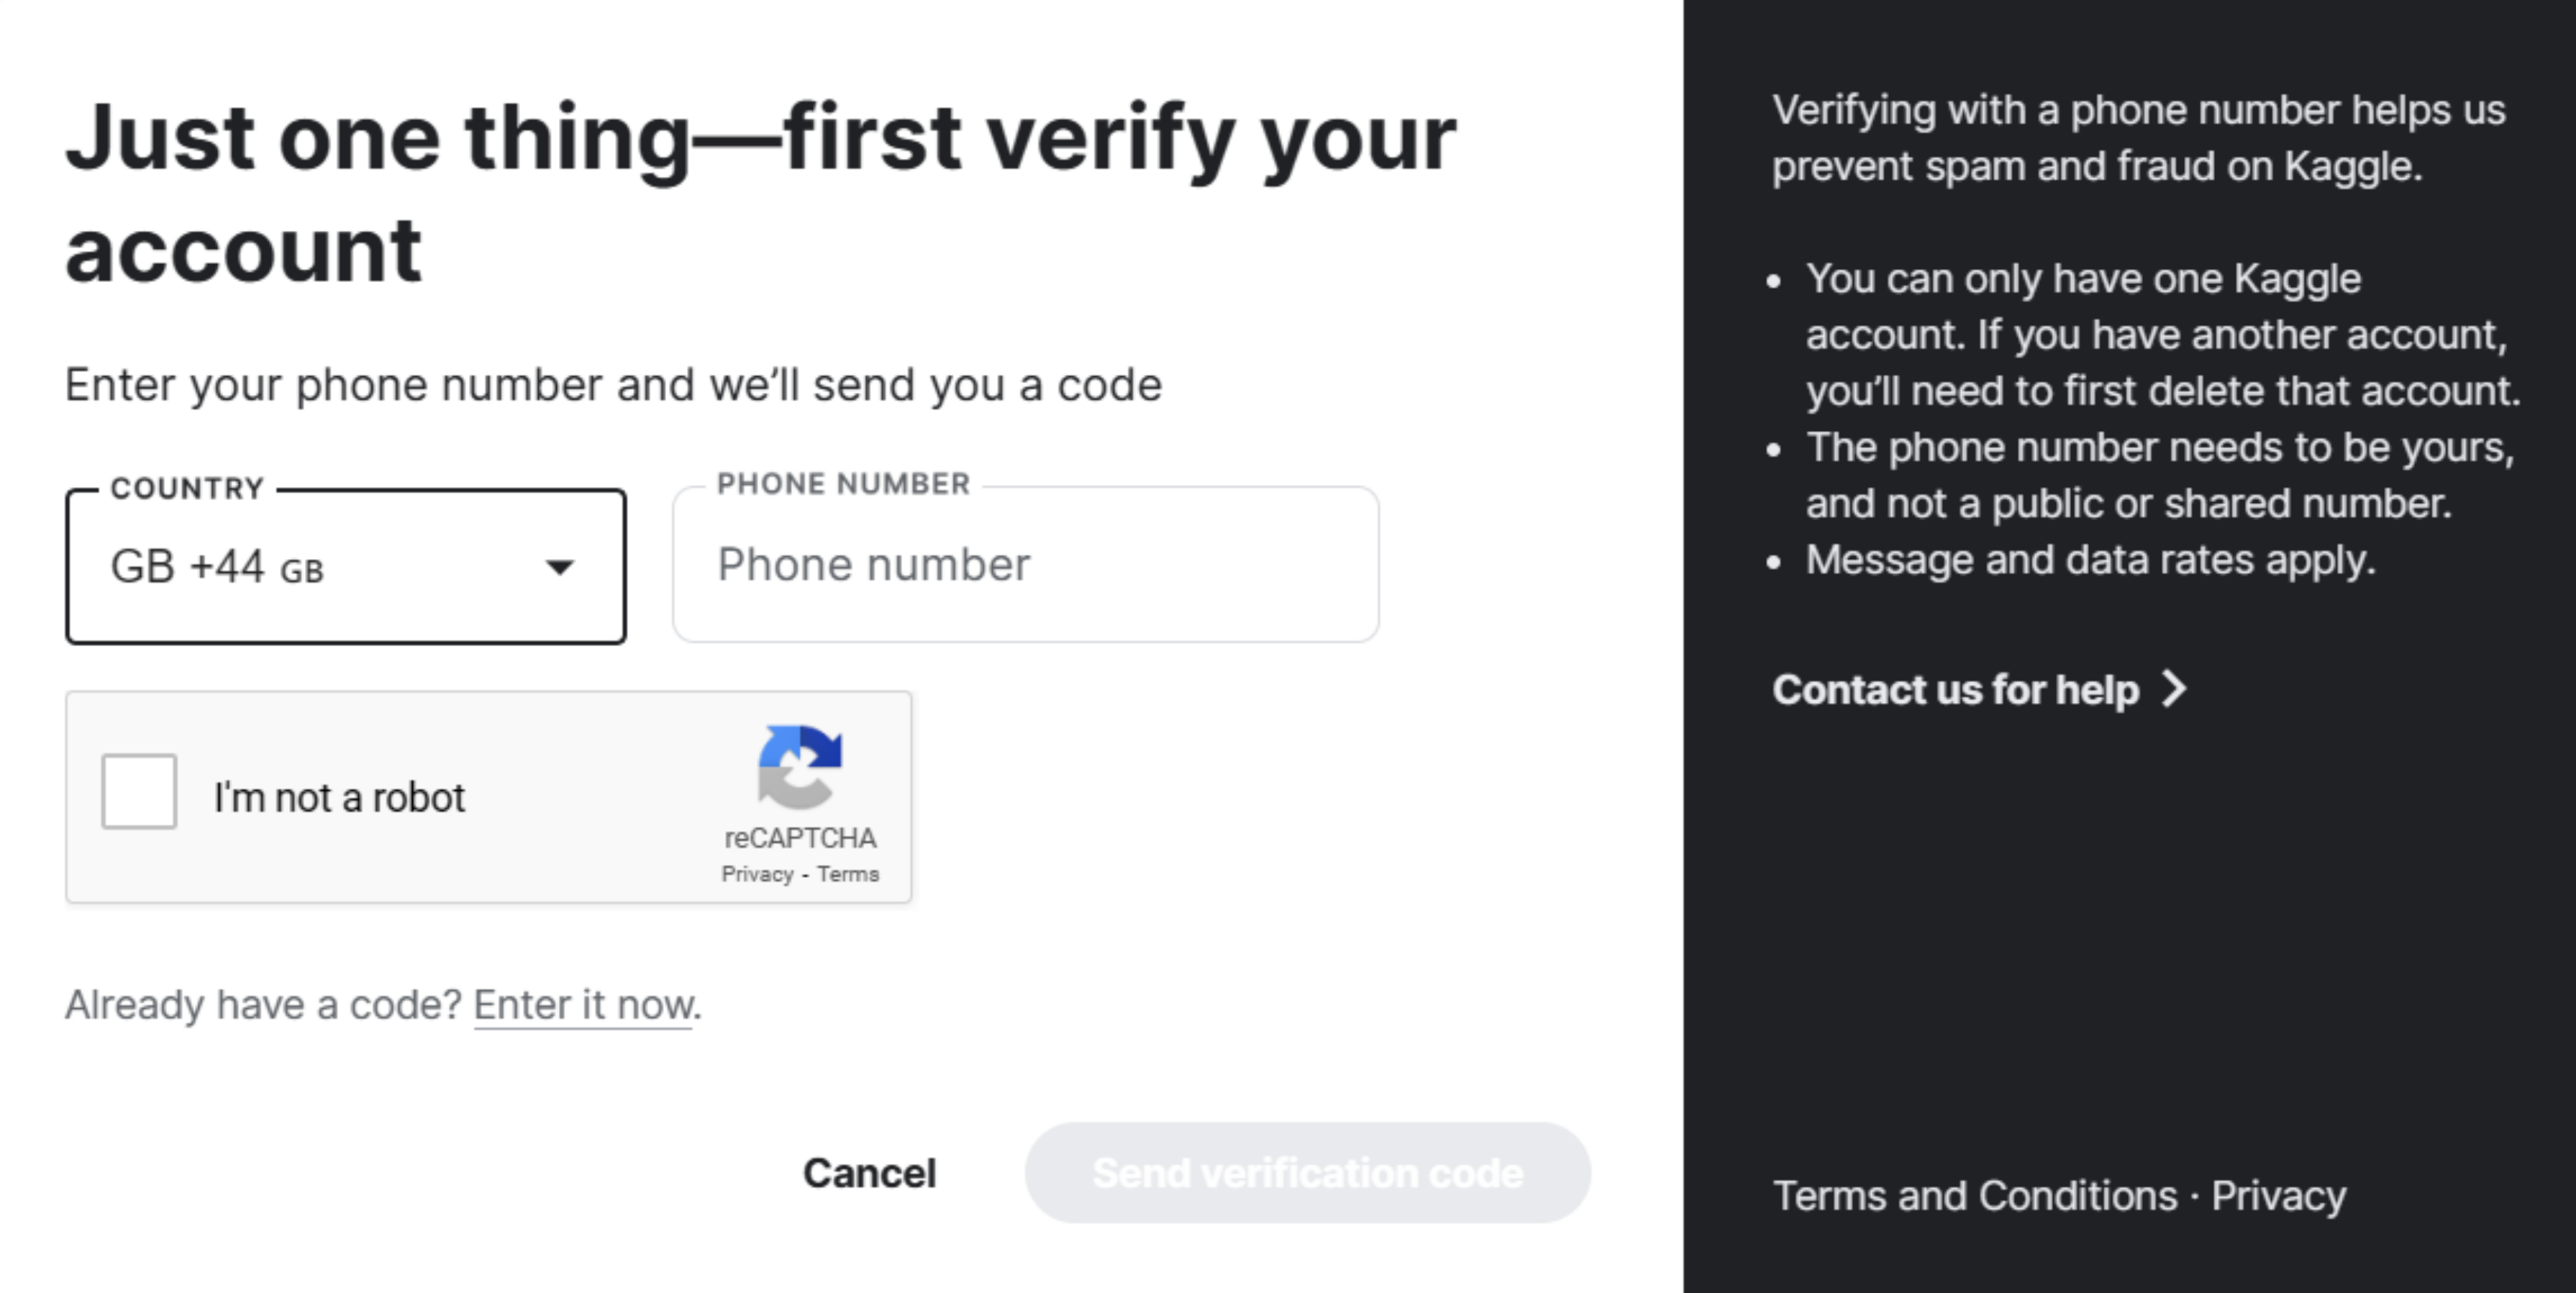 Just one thing—first verify your
account
Enter your phone number and we’ll send you a code
COUNTRY
GB +44 GB
PHONE NUMBER
Phone number
I'm not a robot
reCAPTCHA
Privacy - Terms
Already have a code? Enter it now.
Cancel
Send verification code
Verifying with a phone number helps us
prevent spam and fraud on Kaggle.
• You can only have one Kaggle
account. If you have another account,
you’ll need to first delete that account.
• The phone number needs to be yours,
and not a public or shared number.
• Message and data rates apply.
Contact us for help
Terms and Conditions · Privacy